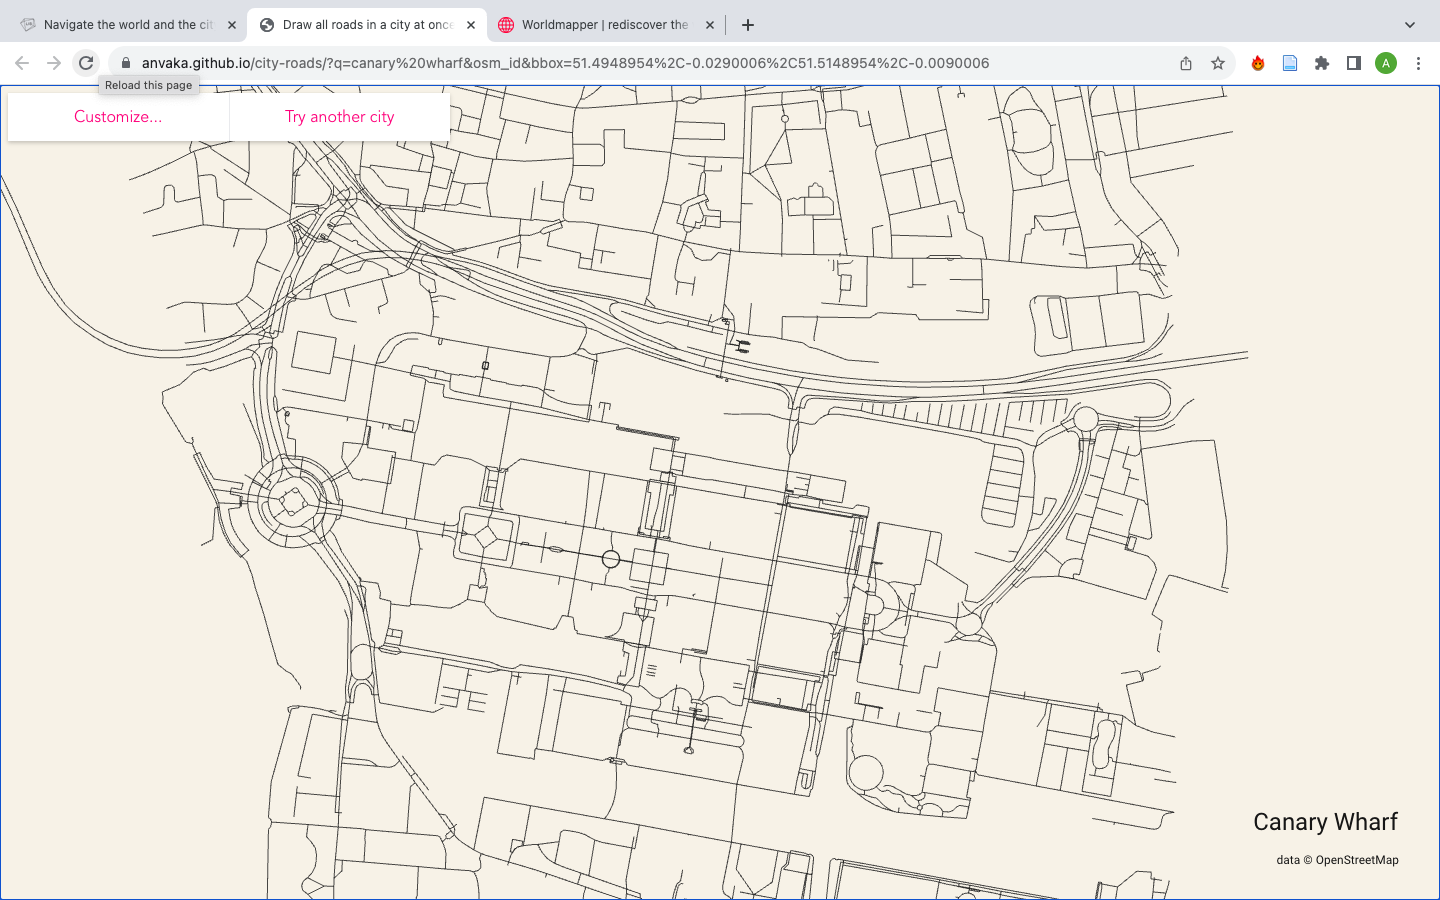 Navigate the world and the cit
Draw all roads in a city at once
Worldmapper | rediscover the
anvaka.github.io/city-roads/?q=canary%20wharf&osm_id&bbox=51.4948954%2C-0.0290006%2C51.5148954%2C-0.0090006
A
Reload this page
Customize...
Try another city
Canary Wharf
data © OpenStreetMap